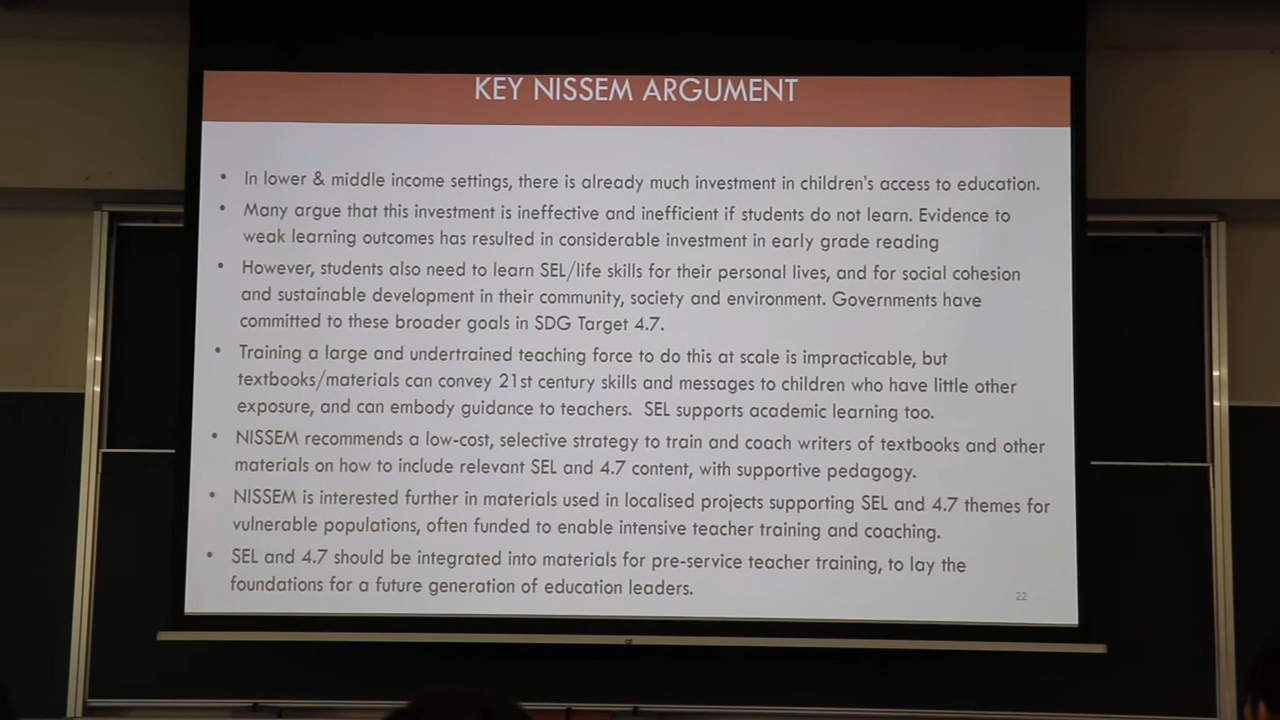 KEY NISSEM ARGUMENT
• In lower & middle income settings, there is already much investment in children's access to education.
• Many argue that this investment is ineffective and inefficient if students do not learn. Evidence to
weak learning outcomes has resulted in considerable investment in early grade reading
• However, students also need to learn SEL/life skills for their personal lives, and for social cohesion
and sustainable development in their community, society and environment. Governments have
committed to these broader goals in SDG Target 4.7.
• Training a large and undertrained teaching force to do this at scale is impracticable, but
textbooks/materials can convey 21st century skills and messages to children who have little other
exposure, and can embody guidance to teachers. SEL supports academic learning too.
• NISSEM recommends a low-cost, selective strategy to train and coach writers of textbooks and other
materials on how to include relevant SEL and 4.7 content, with supportive pedagogy.
• NISSEM is interested further in materials used in localised projects supporting SEL and 4.7 themes for
vulnerable populations, often funded to enable intensive teacher training and coaching.
• SEL and 4.7 should be integrated into materials for pre-service teacher training, to lay the
foundations for a future generation of education leaders.
22